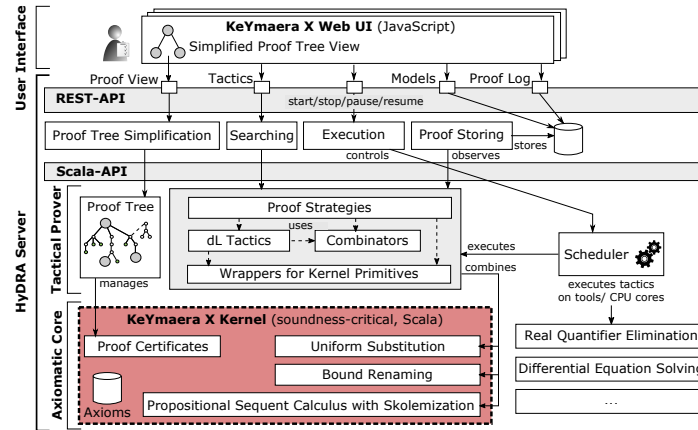 User Interface
KeYmaera X Web UI (JavaScript)
Simplified Proof Tree View
Proof View
Tactics
Models
Proof Log
REST-API
start/stop/pause/resume
Proof Tree Simplification
Searching
Execution
Proof Storing
stores
controls
observes
Scala-API
HyDRA Server
Tactical Prover
Proof Tree
manages
Proof Strategies
uses
dL Tactics
Combinators
Wrappers for Kernel Primitives
executes
combines
Scheduler
executes tactics
on tools/ CPU cores
Real Quantifier Elimination
Differential Equation Solving
...
Axiomatic Core
KeYmaera X Kernel (soundness-critical, Scala)
Proof Certificates
Uniform Substitution
Bound Renaming
Axioms
Propositional Sequent Calculus with Skolemization